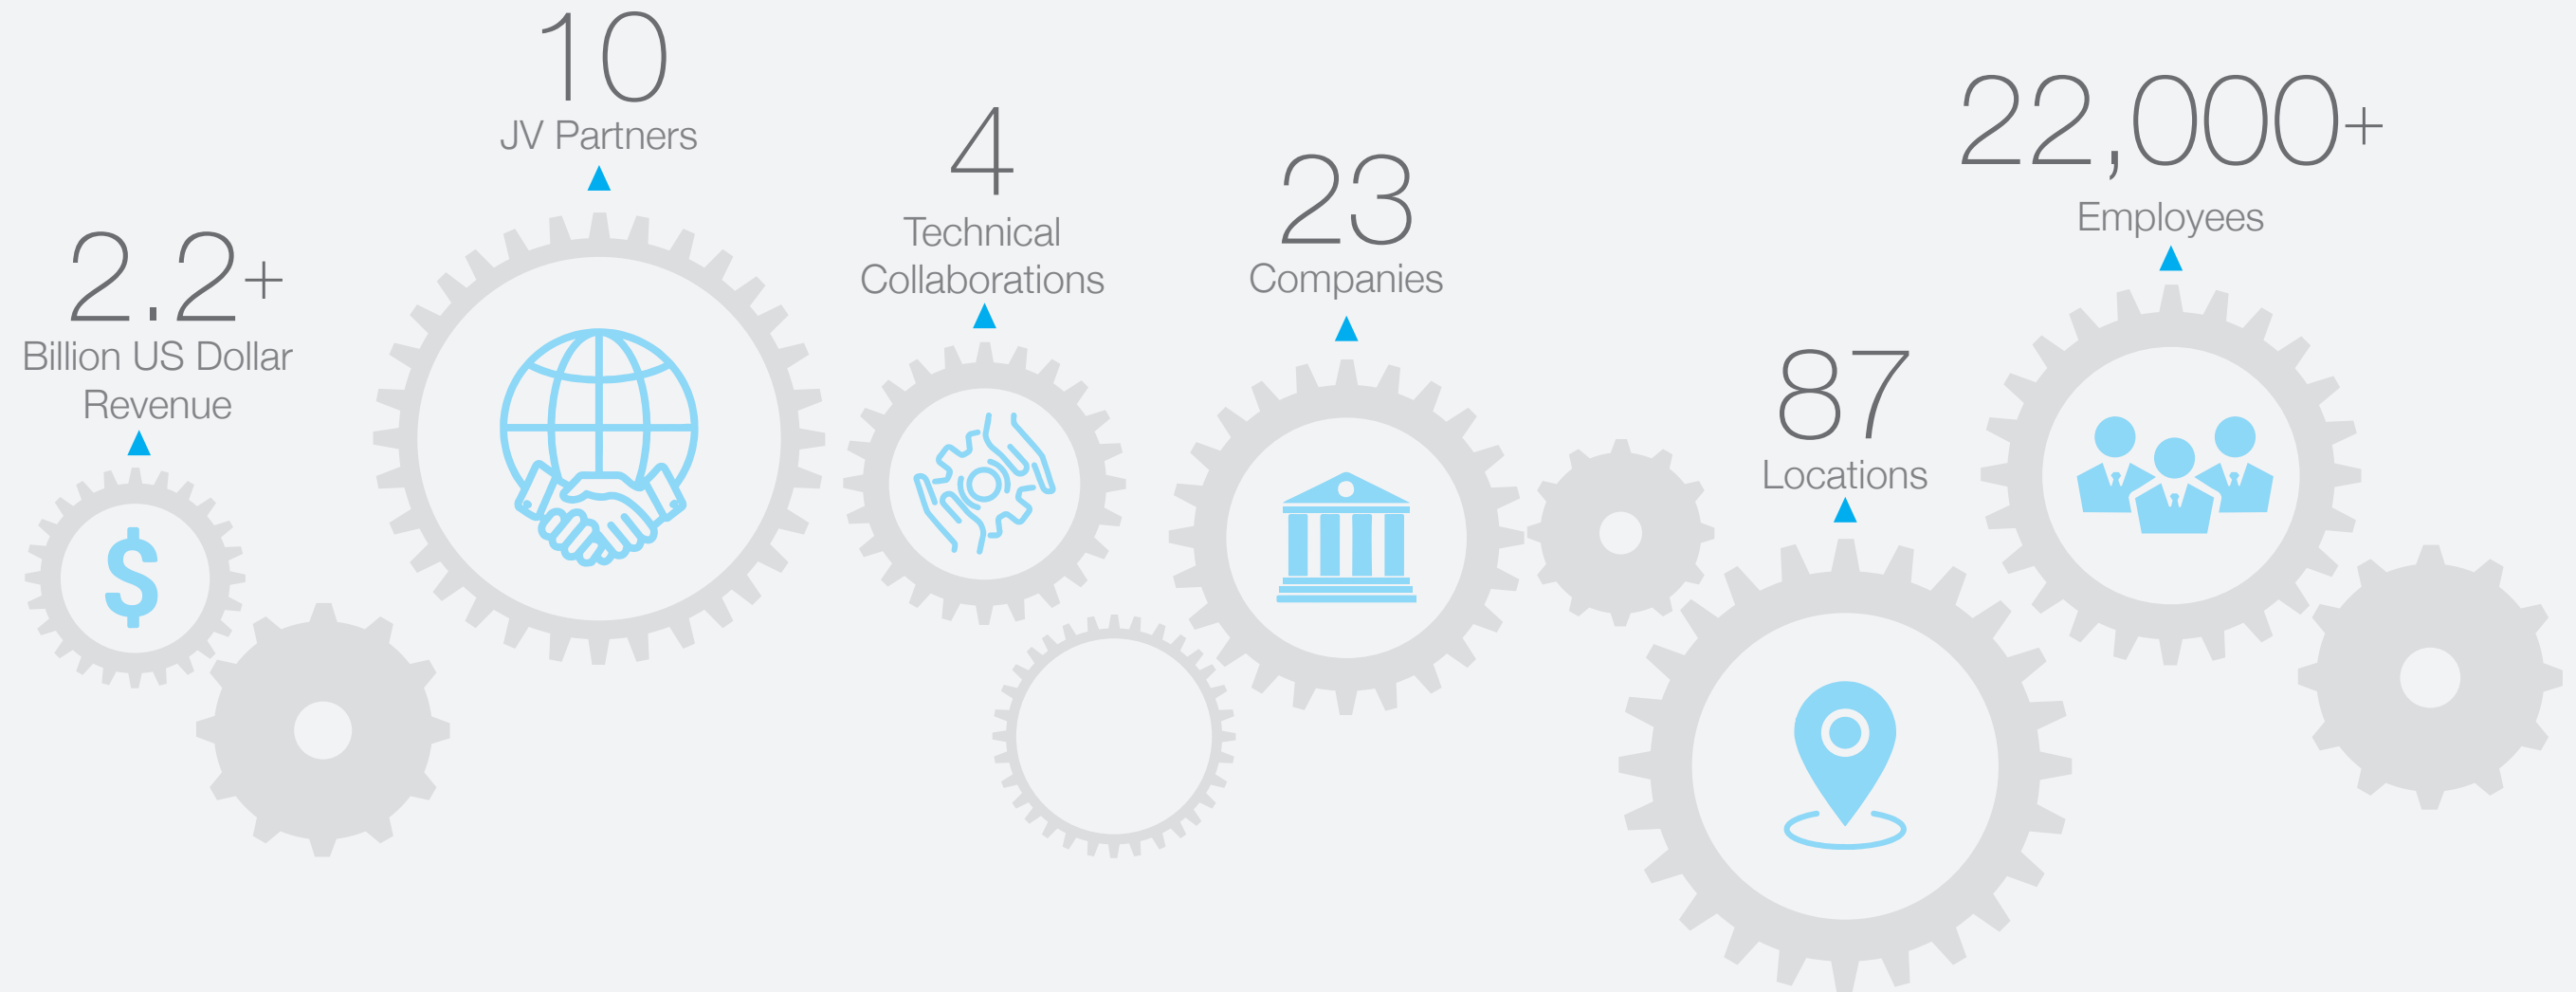 2.2+
Billion US Dollar
Revenue
10
JV Partners
4
Technical
Collaborations
23
Companies
87
Locations
22,000+
Employees